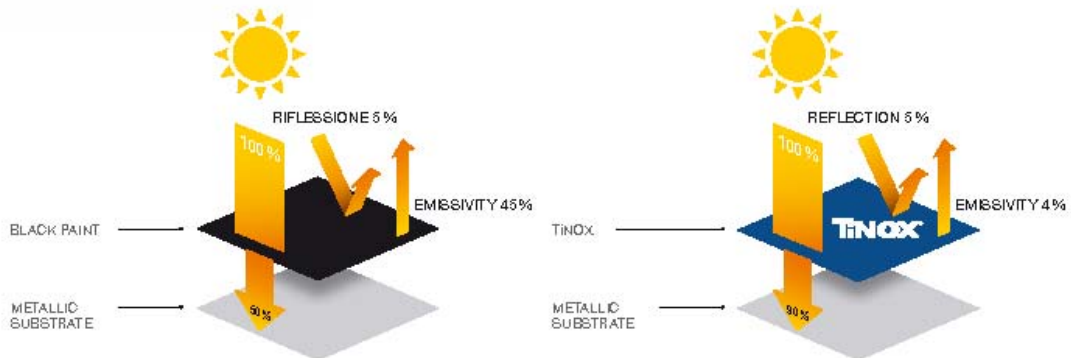 RIFLESSIONE 5%
100%
EMISSIVITY 45%
BLACK PAINT
METALLIC
SUBSTRATE
50%
REFLECTION 5%
100%
EMISSIVITY 4%
TiNOX
TiNOX
METALLIC
SUBSTRATE
90%